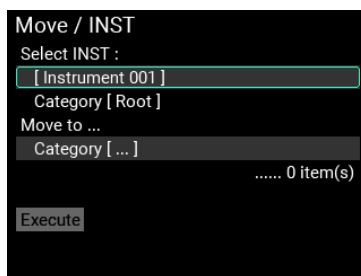 Move / INST
Select INST :
[ Instrument 001 ]
Category [ Root ]
Move to ...
Category [ ... ]
...... 0 item(s)
Execute